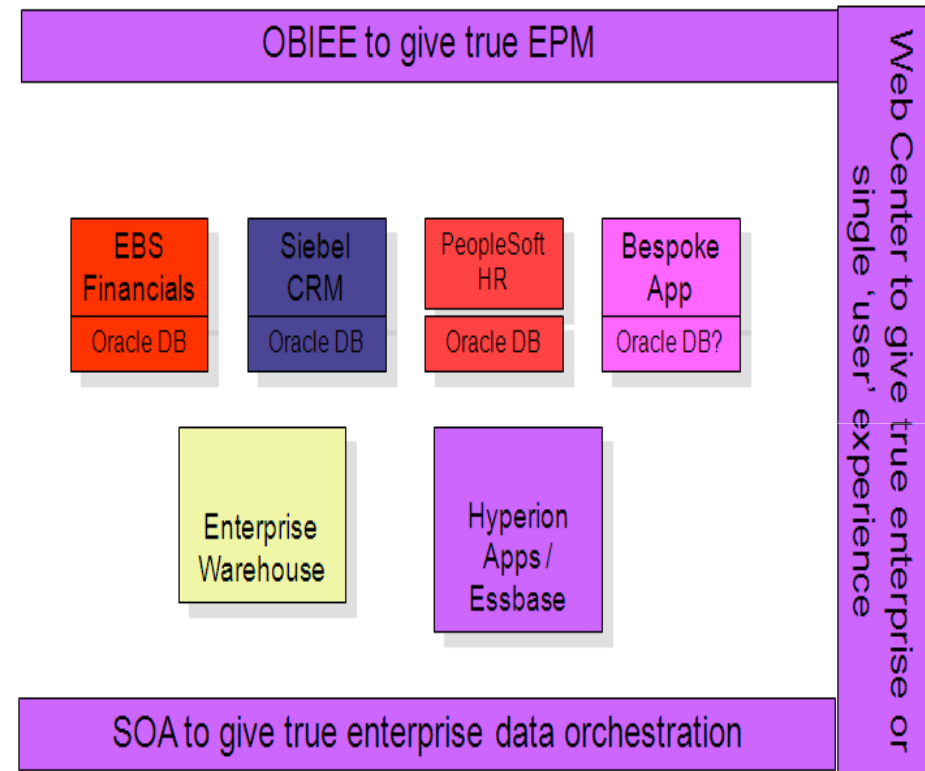 OBIEE to give true EPM
Web Center to give true enterprise or
single ‘user’ experience
EBS
Financials
Oracle DB
Siebel
CRM
Oracle DB
PeopleSoft
HR
Oracle DB
Bespoke
App
Oracle DB?
Enterprise
Warehouse
Hyperion
Apps /
Essbase
SOA to give true enterprise data orchestration